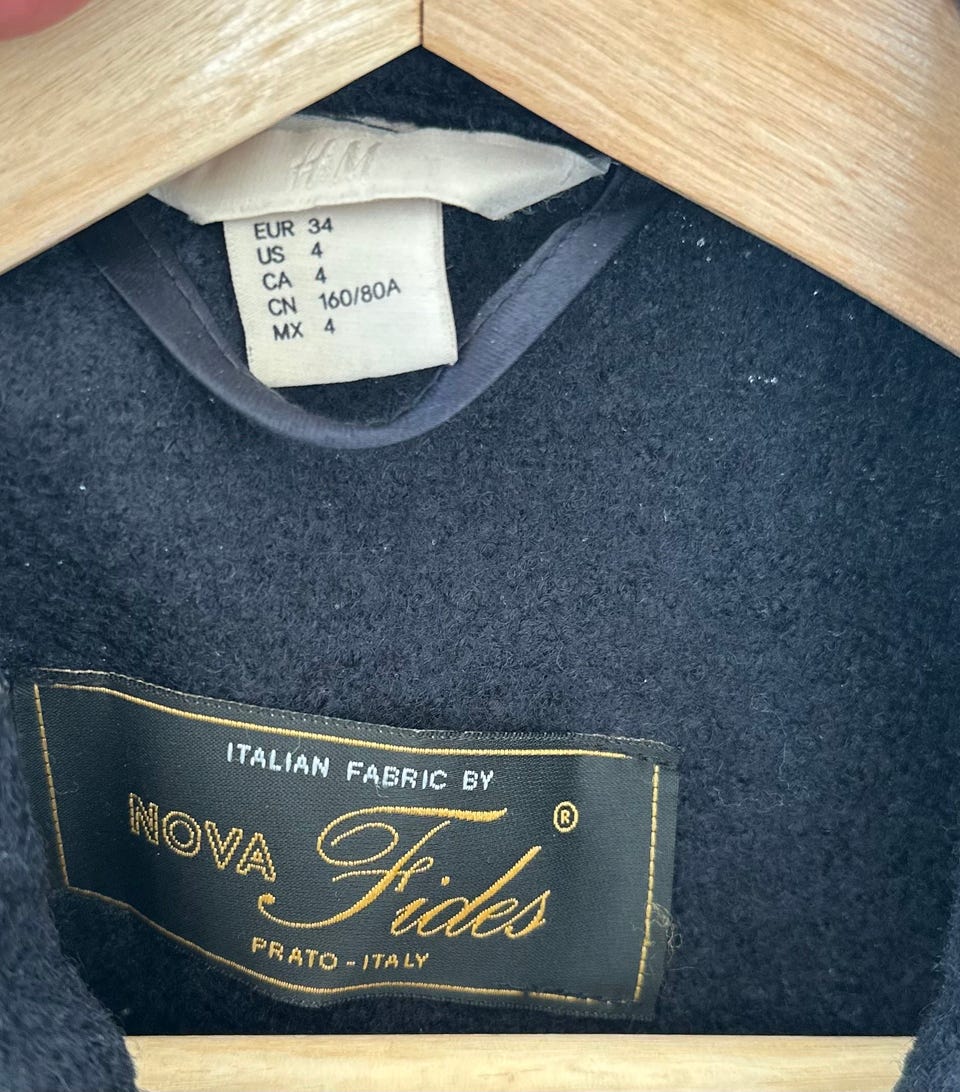 H&M
EUR 34
US 4
CA 4
CN 160/80A
MX 4
ITALIAN FABRIC BY
NOVA Fides ®
PRATO - ITALY